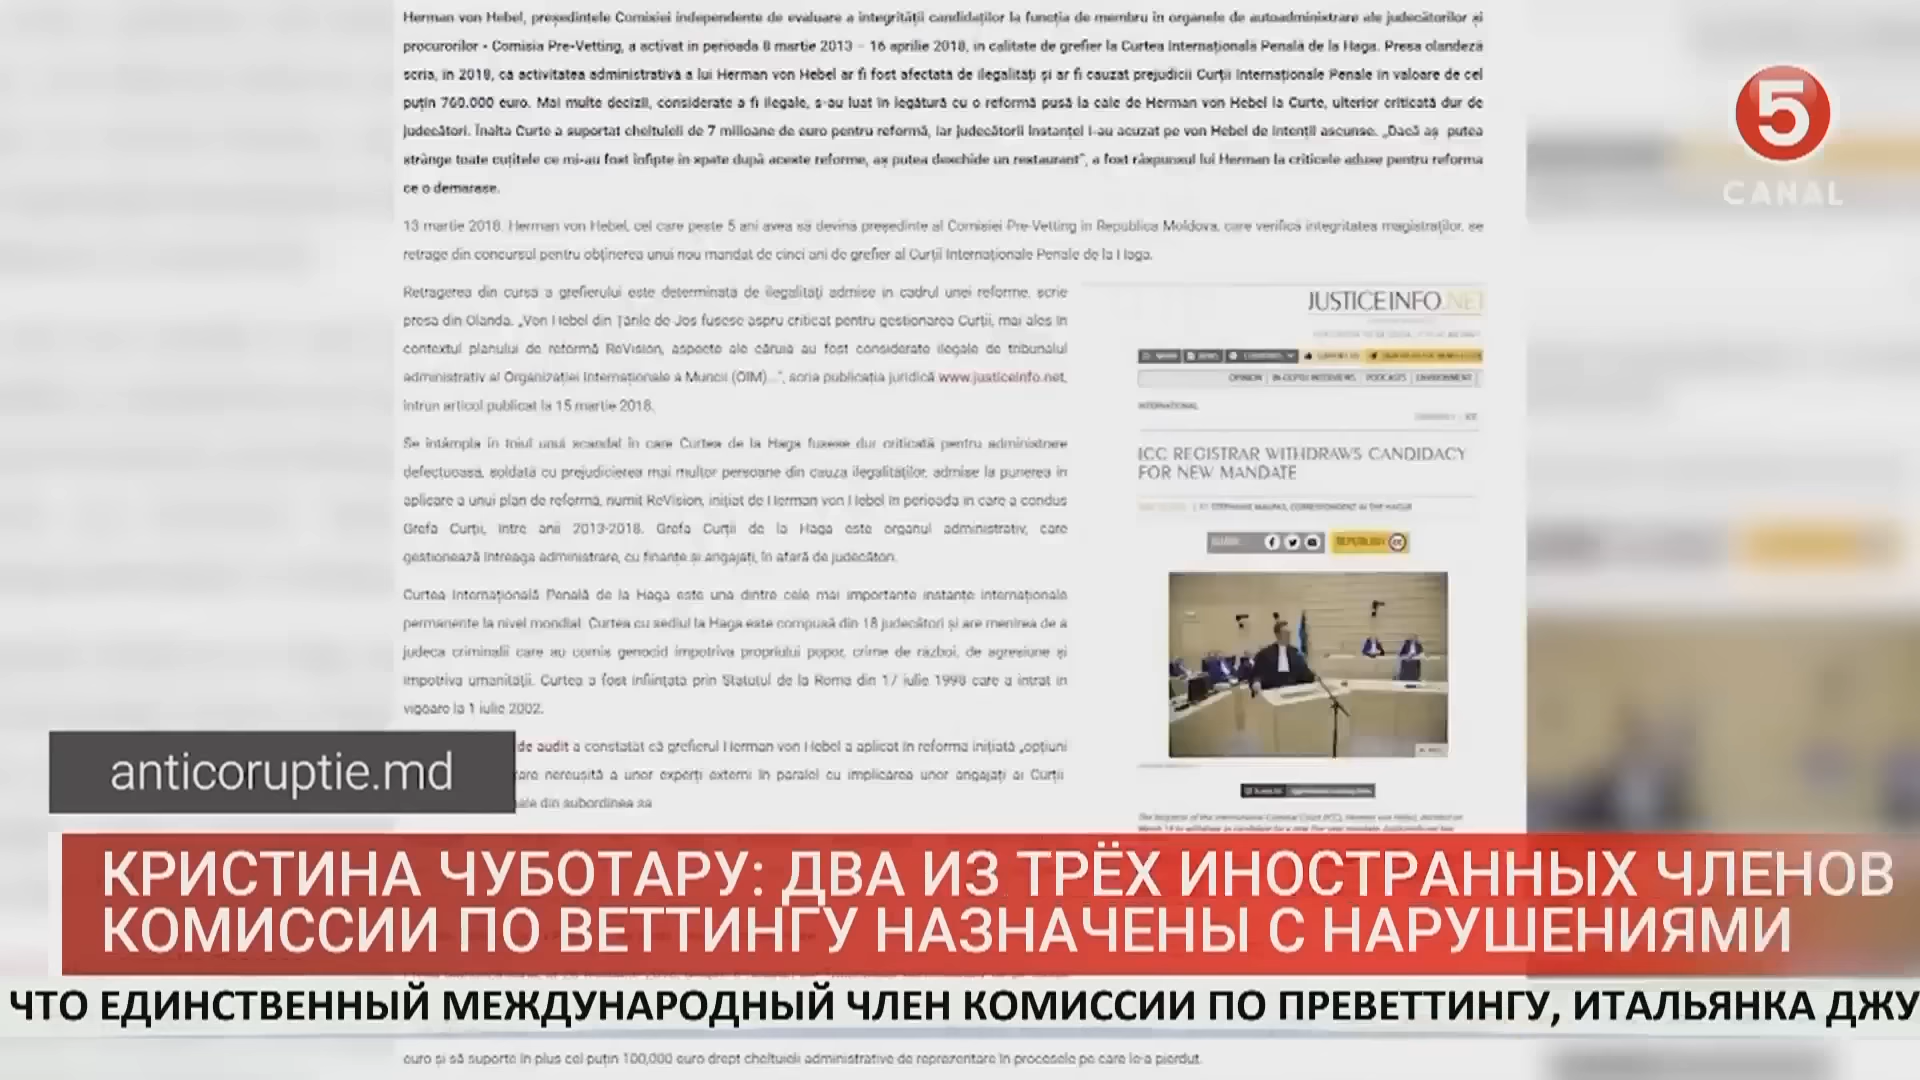 Herman von Hebel, președintele Comisiei independente de evaluare a integrității candidaților la funcția de membru în organele de autoadministrare ale judecătorilor și
procurorilor - Comisia Pre-Vetting, a activat în perioada 8 martie 2013 – 16 aprilie 2018, în calitate de grefier la Curtea Internațională Penală de la Haga. Presa olandeză
scria, în 2018, că activitatea administrativă a lui Herman von Hebel ar fi fost afectată de ilegalități și ar fi cauzat prejudicii Curții Internaționale Penale în valoare de cel
puțin 760.000 euro. Mai multe decizii, considerate a fi ilegale, s-au luat în legătură cu o reformă pusă la cale de Herman von Hebel la Curte, ulterior criticată dur de
judecători. Înalta Curte a suportat cheltuieli de 7 milioane de euro pentru reformă, iar judecătorii instanței l-au acuzat pe von Hebel de intenții ascunse. „Dacă aș putea
strânge toate cuțitele ce mi-au fost înfipte în spate după aceste reforme, aș putea deschide un restaurant”, a fost răspunsul lui Herman la criticele aduse pentru reforma
ce o demarase.
5
CANAL
13 martie 2018. Herman von Hebel, cel care peste 5 ani avea să devină președinte al Comisiei Pre-Vetting în Republica Moldova, care verifică integritatea magistraților, se
retrage din concursul pentru obținerea unui nou mandat de cinci ani de grefier al Curții Internaționale Penale de la Haga.
Retragerea din cursă a grefierului este determinată de ilegalități admise în cadrul unei reforme, scrie
presa din Olanda. „Von Hebel din Țările de Jos fusese aspru criticat pentru gestionarea Curții, mai ales în
contextul planului de reformă ReVision, aspecte ale căruia au fost considerate ilegale de tribunalul
administrativ al Organizației Internaționale a Muncii (OIM)...”, scria publicația juridică www.justiceinfo.net,
întrun articol publicat la 15 martie 2018.
Se întâmpla în toiul unui scandal în care Curtea de la Haga fusese dur criticată pentru administrare
defectuoasă, soldată cu prejudicierea mai multor persoane din cauza ilegalităților, admise la punerea în
aplicare a unui plan de reformă, numit ReVision, inițiat de Herman von Hebel în perioada în care a condus
Grefa Curții, între anii 2013-2018. Grefa Curții de la Haga este organul administrativ, care
gestionează întreaga administrare, cu finanțe și angajați, în afară de judecători.
Curtea Internațională Penală de la Haga este una dintre cele mai importante instanțe internaționale
permanente la nivel mondial. Curtea cu sediul la Haga este compusă din 18 judecători și are menirea de a
judeca criminalii care au comis genocid împotriva propriului popor, crime de război, de agresiune și
împotriva umanității. Curtea a fost înființată prin Statutul de la Roma din 17 iulie 1998 care a intrat în
vigoare la 1 iulie 2002.
de audit a constatat că grefierul Herman von Hebel a aplicat în reforma inițiată „opțiuni
nereușită a unor experți externi în paralel cu implicarea unor angajați ai Curții
din subordinea sa
JUSTICEINFO.NET
OPINION | IN-DEPTH INTERVIEWS | PODCASTS | ENVIRONMENT
INTERNATIONAL
ICC REGISTRAR WITHDRAWS CANDIDACY
FOR NEW MANDATE
REPUBLISH
anticoruptie.md
КРИСТИНА ЧУБОТАРУ: ДВА ИЗ ТРЁХ ИНОСТРАННЫХ ЧЛЕНОВ
КОМИССИИ ПО ВЕТТИНГУ НАЗНАЧЕНЫ С НАРУШЕНИЯМИ
ЧТО ЕДИНСТВЕННЫЙ МЕЖДУНАРОДНЫЙ ЧЛЕН КОМИССИИ ПО ПРЕВЕТТИНГУ, ИТАЛЬЯНКА ДЖУ
euro și să suporte în plus cel puțin 100,000 euro drept cheltuieli administrative de reprezentare în procesele pe care le-a pierdut.